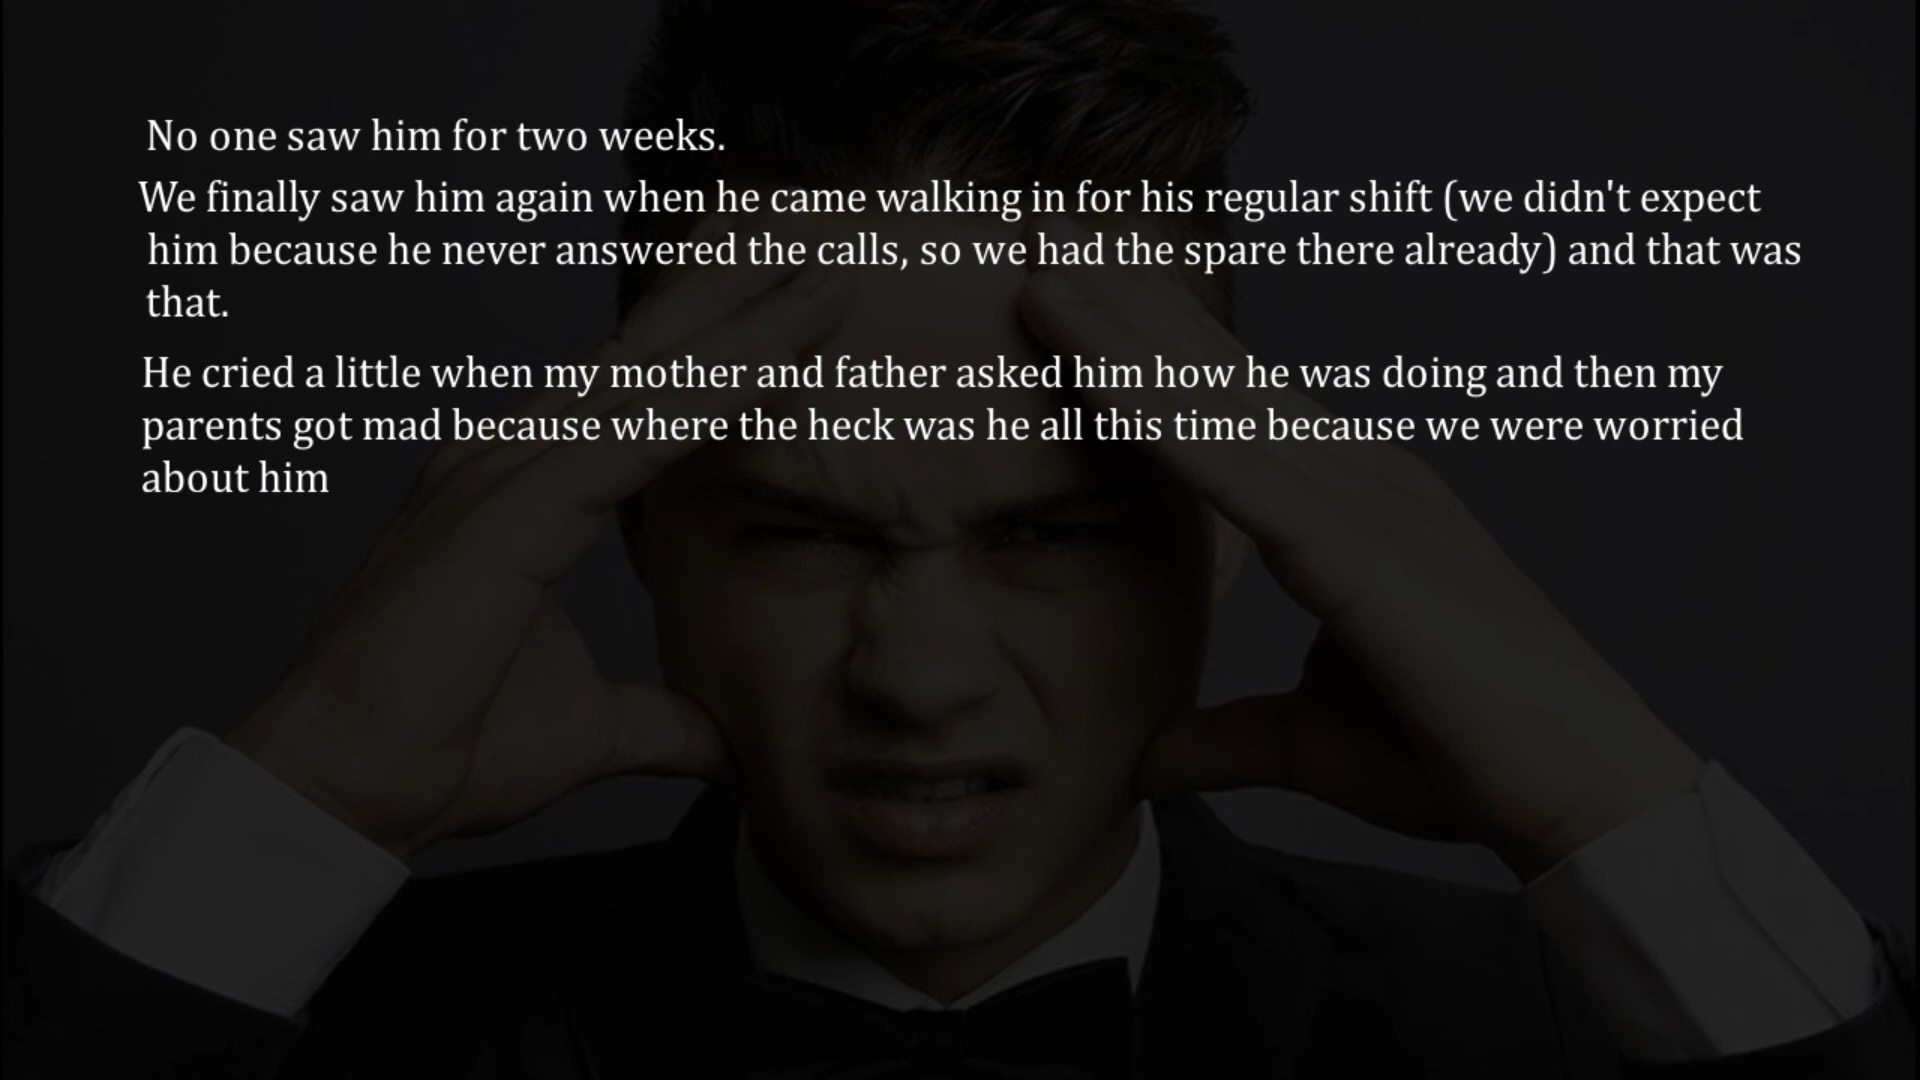 No one saw him for two weeks.
We finally saw him again when he came walking in for his regular shift (we didn't expect
him because he never answered the calls, so we had the spare there already) and that was
that.
He cried a little when my mother and father asked him how he was doing and then my
parents got mad because where the heck was he all this time because we were worried
about him